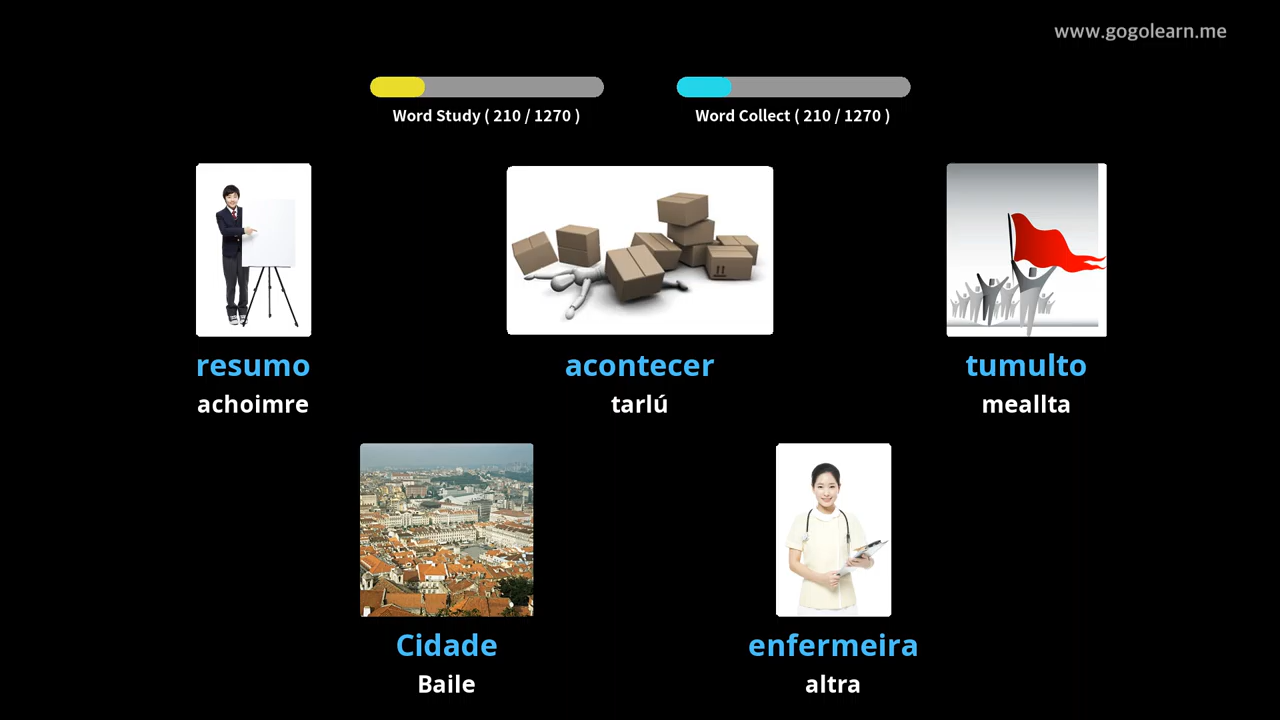 www.gogolearn.me
Word Study ( 210 / 1270 )
Word Collect ( 210 / 1270 )
resumo
achoimre
acontecer
tarlú
tumulto
meallta
Cidade
Baile
enfermeira
altra